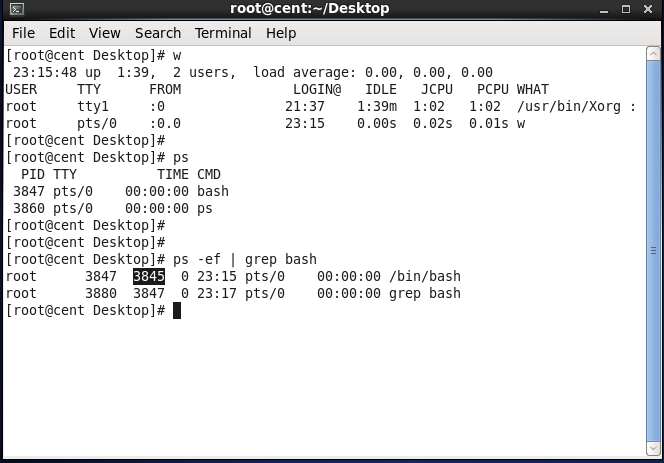 root@cent:~/Desktop
File Edit View Search Terminal Help
[root@cent Desktop]# w
 23:15:48 up  1:39,  2 users,  load average: 0.00, 0.00, 0.00
USER     TTY      FROM              LOGIN@   IDLE   JCPU   PCPU WHAT
root     tty1     :0               21:37    1:39m  1:02   1:02  /usr/bin/Xorg :
root     pts/0    :0.0             23:15    0.00s  0.02s  0.01s w
[root@cent Desktop]#
[root@cent Desktop]# ps
  PID TTY          TIME CMD
 3847 pts/0    00:00:00 bash
 3860 pts/0    00:00:00 ps
[root@cent Desktop]#
[root@cent Desktop]#
[root@cent Desktop]# ps -ef | grep bash
root      3847  3845  0 23:15 pts/0    00:00:00 /bin/bash
root      3880  3847  0 23:17 pts/0    00:00:00 grep bash
[root@cent Desktop]#